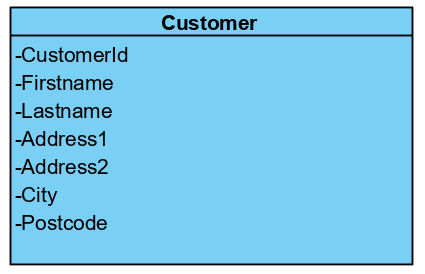 Customer
-CustomerId
-Firstname
-Lastname
-Address1
-Address2
-City
-Postcode